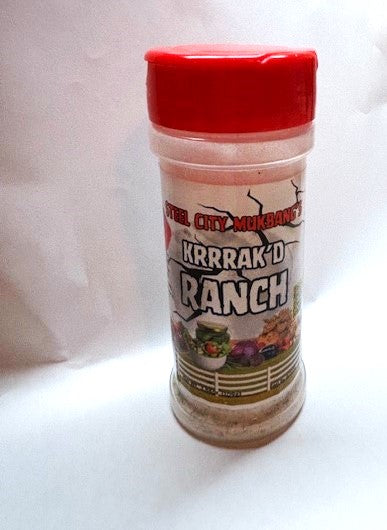 STEEL CITY MUKBANG'S
KRRRAK'D
RANCH